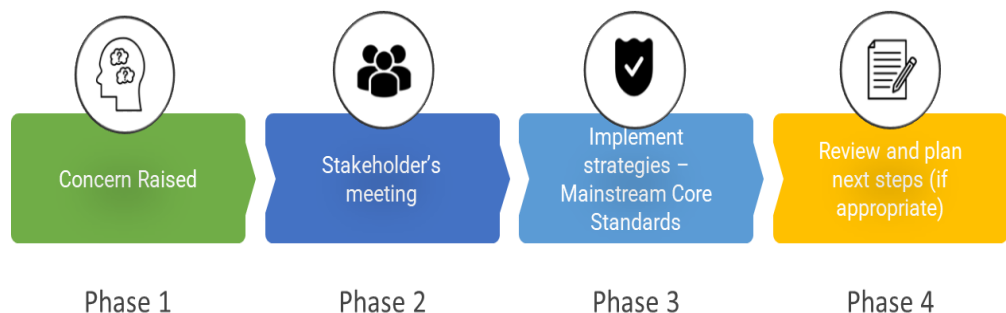 Concern Raised
Stakeholder's
meeting
Implement
strategies –
Mainstream Core
Standards
Review and plan
next steps (if
appropriate)
Phase 1
Phase 2
Phase 3
Phase 4